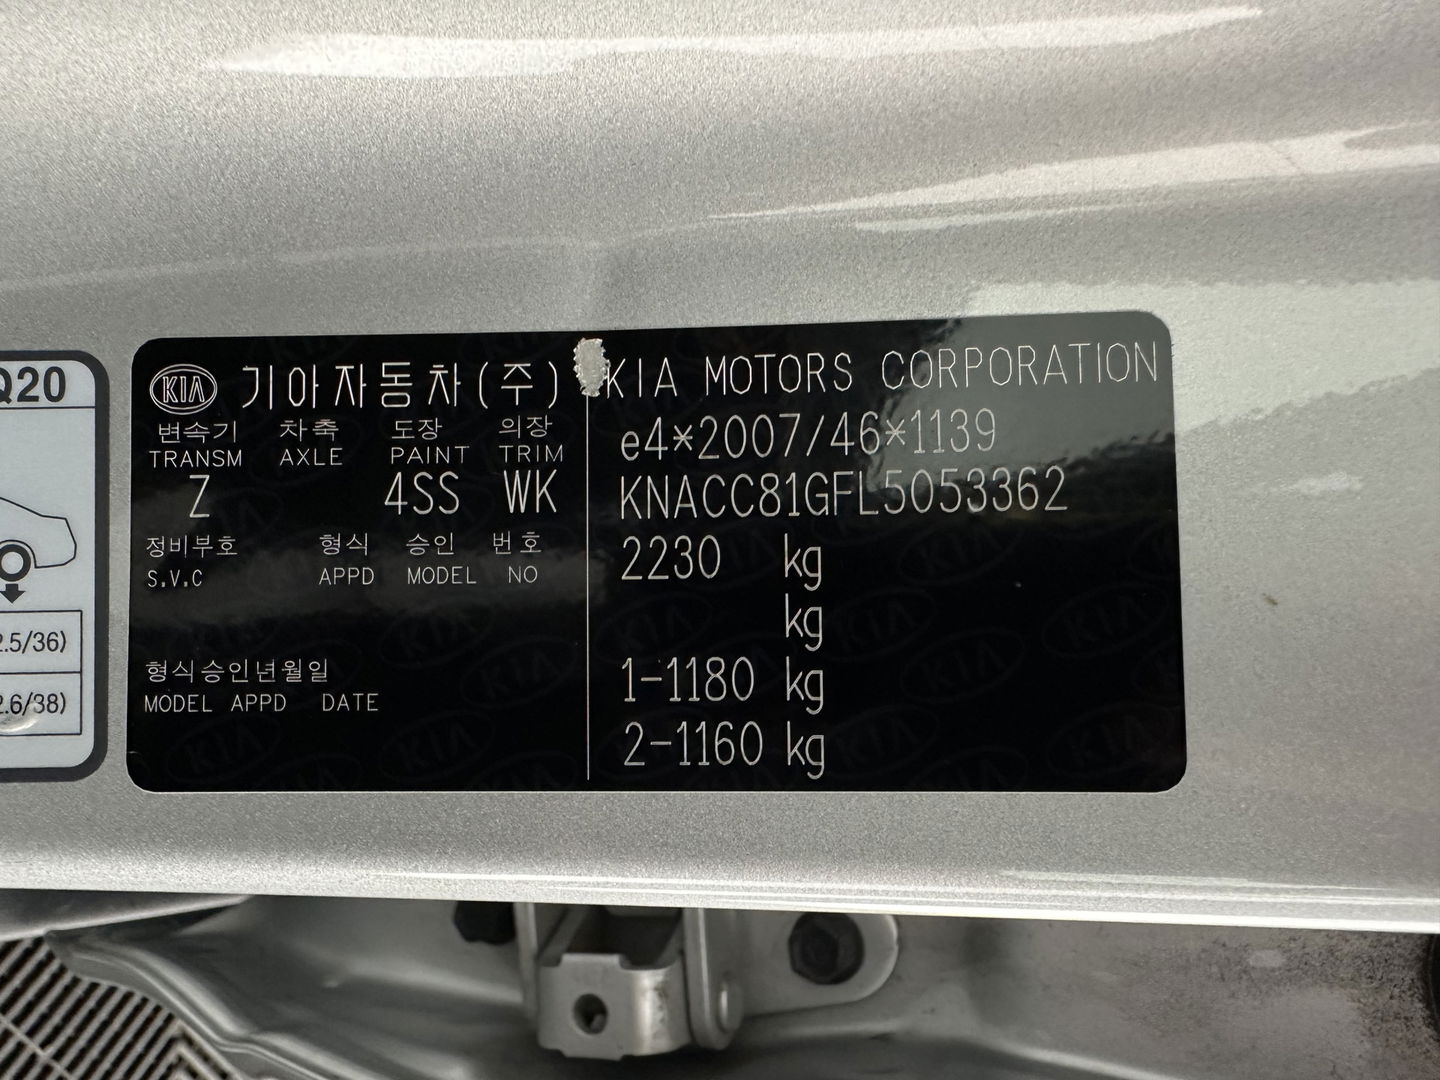 Q20
2.5/36)
2.6/38)
KIA 기아자동차(주)
변속기 차축 도장 의장
TRANSM AXLE PAINT TRIM
Z 4SS WK
정비부호 형식 승인 번호
S.V.C APPD MODEL NO
형식승인년월일
MODEL APPD DATE
KIA MOTORS CORPORATION
e4*2007/46*1139
KNACC81GFL5053362
2230 kg
kg
1-1180 kg
2-1160 kg